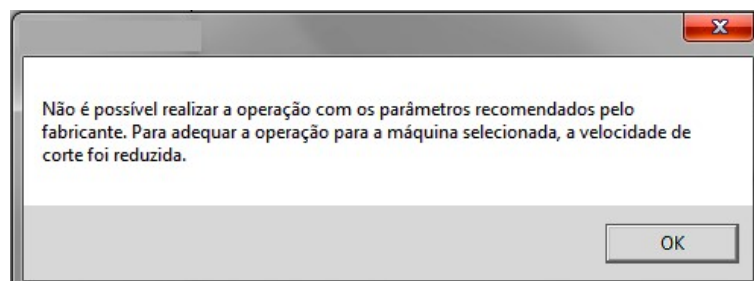 Não é possível realizar a operação com os parâmetros recomendados pelo
fabricante. Para adequar a operação para a máquina selecionada, a velocidade de
corte foi reduzida.
OK